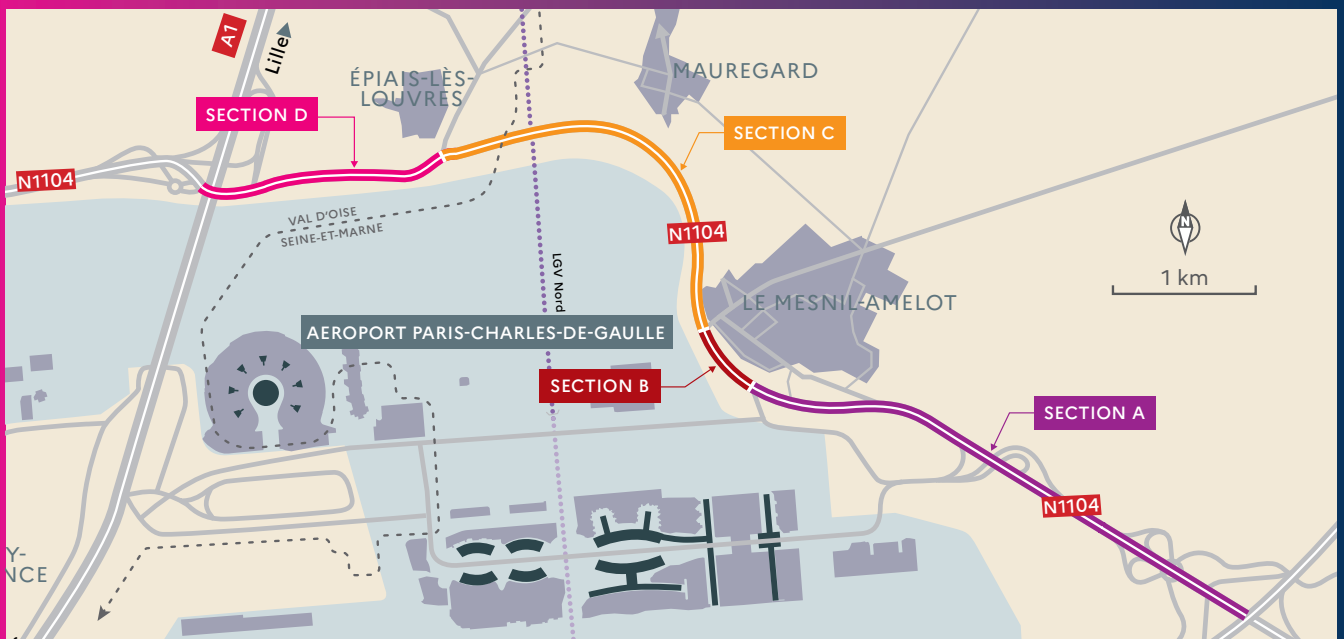 A1
Lille
ÉPIAIS-LÈS-
LOUVRES
MAUREGARD
SECTION D
SECTION C
N1104
VAL D'OISE
SEINE-ET-MARNE
N1104
N
1 km
LGV Nord
LE MESNIL-AMELOT
AEROPORT PARIS-CHARLES-DE-GAULLE
SECTION B
SECTION A
N1104
Y-
NCE